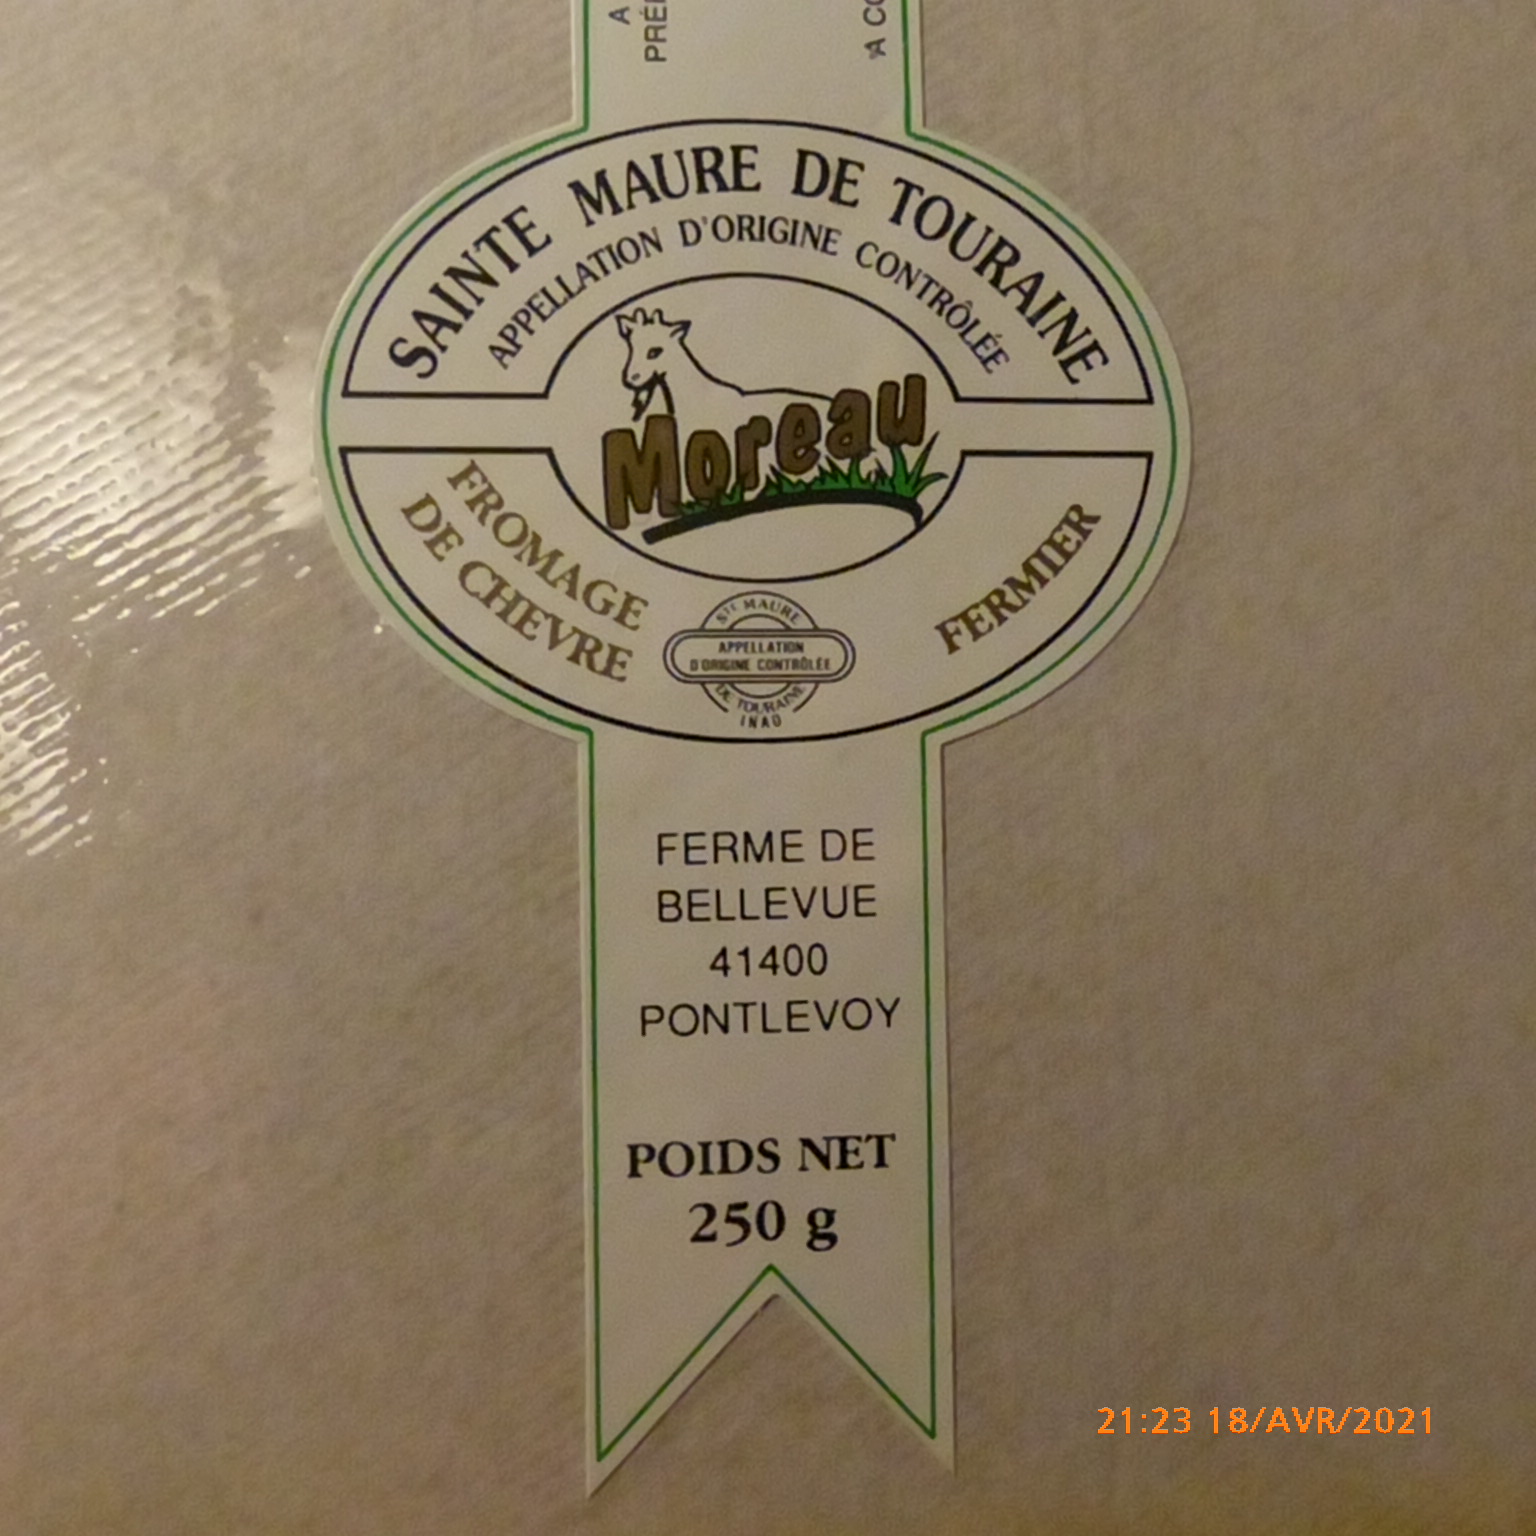 SAINTE MAURE DE TOURAINE
APPELLATION D'ORIGINE CONTRÔLÉE
Moreau
FROMAGE
DE CHEVRE
FERMIER
STE MAURE
APPELLATION
D'ORIGINE CONTRÔLÉE
DE TOURAINE
INAO
FERME DE
BELLEVUE
41400
PONTLEVOY
POIDS NET
250 g
21:23 18/AVR/2021